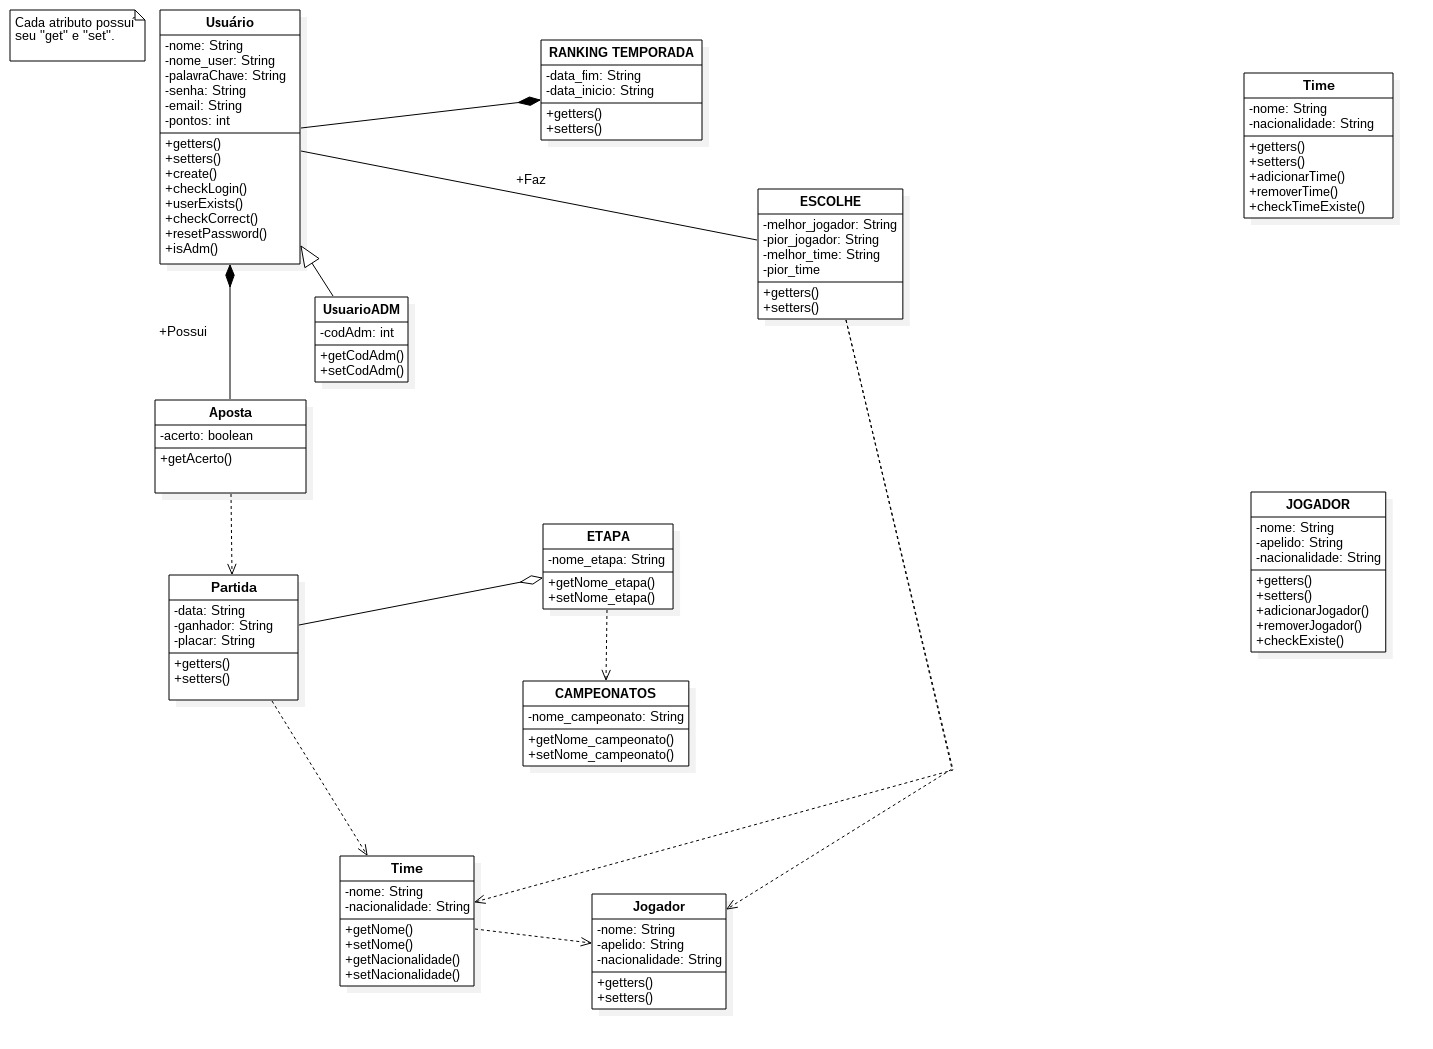 Cada atributo possui
seu "get" e "set".
Usuário
-nome: String
-nome_user: String
-palavraChave: String
-senha: String
-email: String
-pontos: int
+getters()
+setters()
+create()
+checkLogin()
+userExists()
+checkCorrect()
+resetPassword()
+isAdm()
RANKING TEMPORADA
-data_fim: String
-data_inicio: String
+getters()
+setters()
Time
-nome: String
-nacionalidade: String
+getters()
+setters()
+adicionarTime()
+removerTime()
+checkTimeExiste()
+Faz
ESCOLHE
-melhor_jogador: String
-pior_jogador: String
-melhor_time: String
-pior_time
+getters()
+setters()
UsuarioADM
-codAdm: int
+getCodAdm()
+setCodAdm()
+Possui
Aposta
-acerto: boolean
+getAcerto()
ETAPA
-nome_etapa: String
+getNome_etapa()
+setNome_etapa()
JOGADOR
-nome: String
-apelido: String
-nacionalidade: String
+getters()
+setters()
+adicionarJogador()
+removerJogador()
+checkExiste()
Partida
-data: String
-ganhador: String
-placar: String
+getters()
+setters()
CAMPEONATOS
-nome_campeonato: String
+getNome_campeonato()
+setNome_campeonato()
Time
-nome: String
-nacionalidade: String
+getNome()
+setNome()
+getNacionalidade()
+setNacionalidade()
Jogador
-nome: String
-apelido: String
-nacionalidade: String
+getters()
+setters()